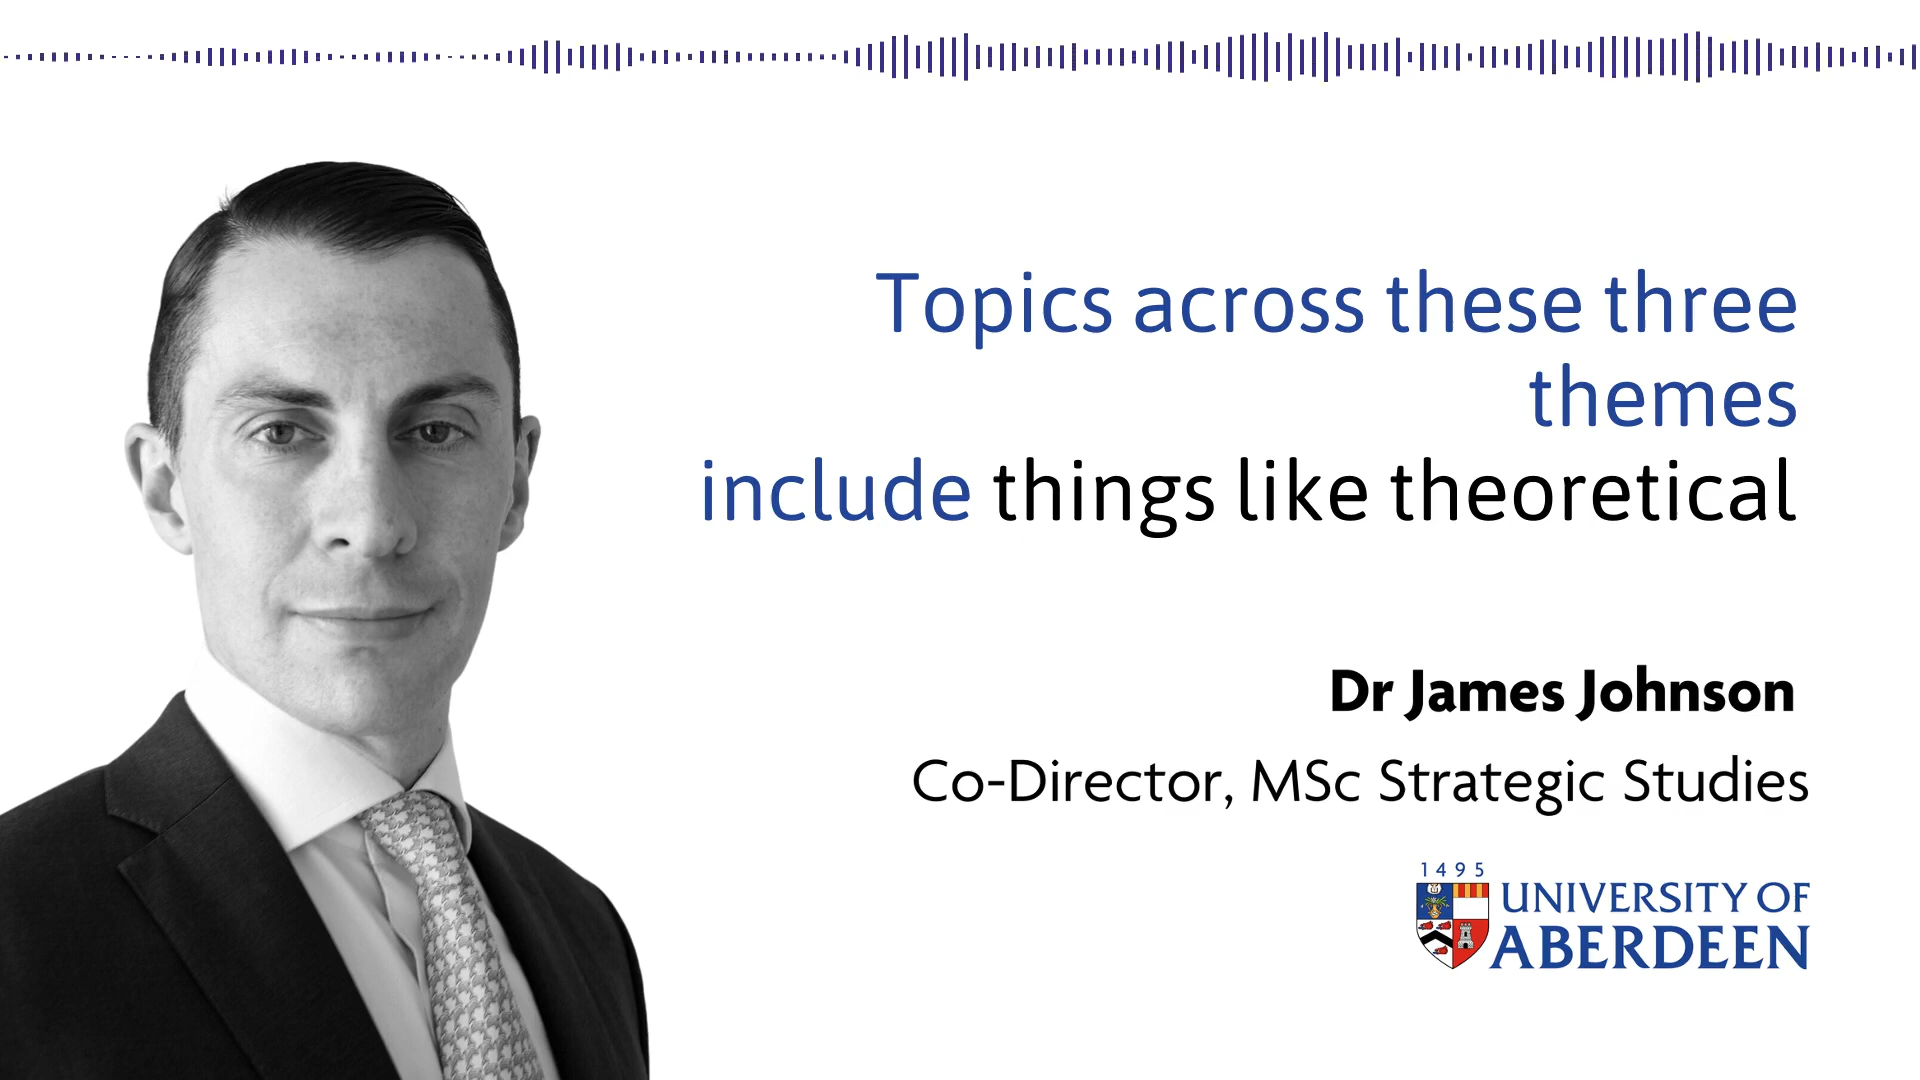 Topics across these three
themes
include things like theoretical
Dr James Johnson
Co-Director, MSc Strategic Studies
1495
UNIVERSITY OF
ABERDEEN